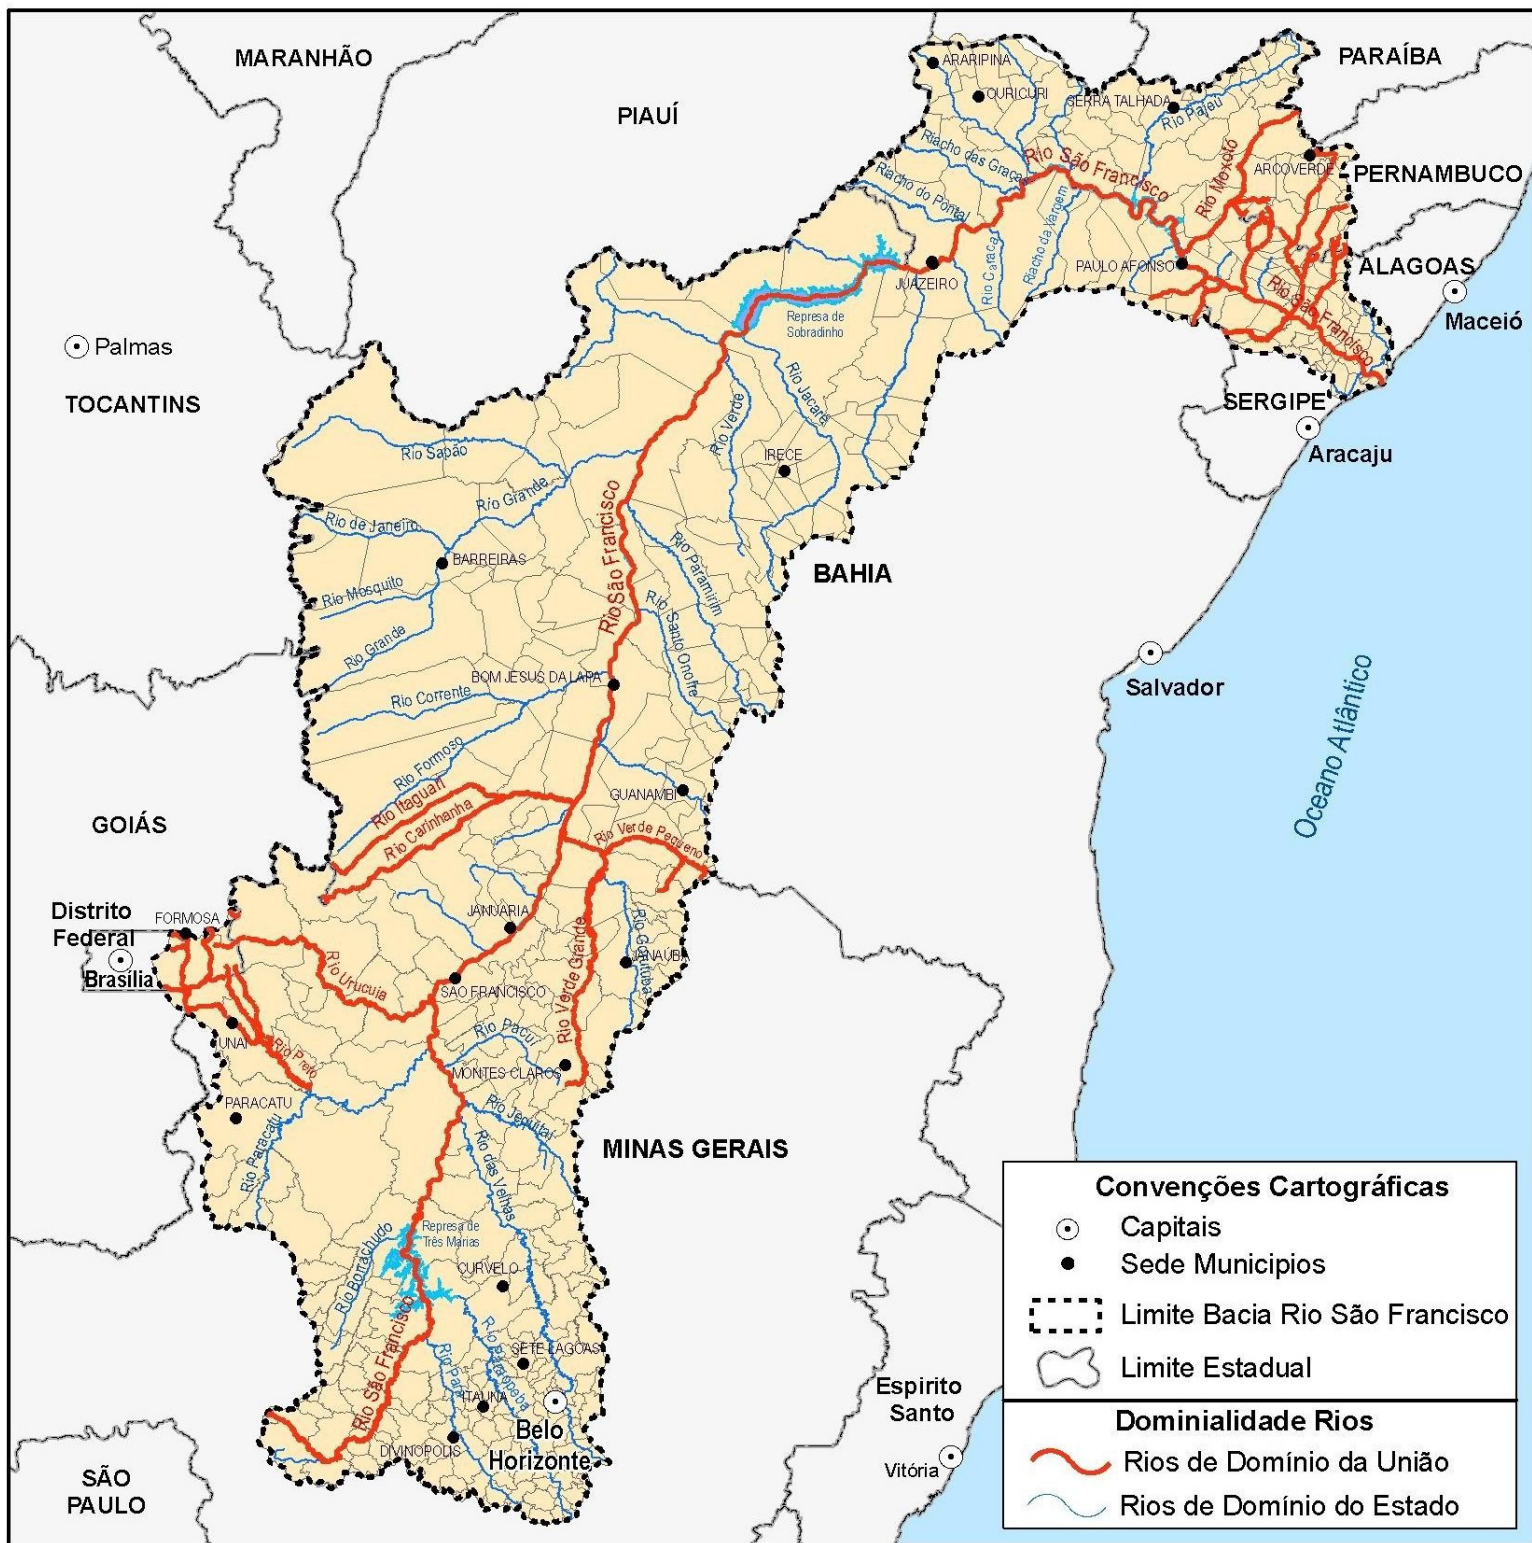 MARANHÃO
PIAUÍ
PARAÍBA
ARARIPINA
OURICURI
SERRA TALHADA
Rio Pajeú
Riacho das Graças
Rio São Francisco
Rio Moxotó
ARCOVERDE
PERNAMBUCO
Riacho do Pontal
Rio Curaçá
Riacho da Vargem
PAULO AFONSO
ALAGOAS
Maceió
JUAZEIRO
Rio São Francisco
Represa de
Sobradinho
Palmas
TOCANTINS
SERGIPE
Aracaju
Rio Jacaré
Rio Verde
IRECE
Rio Sapão
Rio Grande
Rio de Janeiro
BARREIRAS
Rio São Francisco
Rio Paramirim
BAHIA
Rio Mosquito
Rio Grande
Rio Santo Onofre
BOM JESUS DA LAPA
Rio Corrente
Rio Formoso
Salvador
Oceano Atlântico
Rio Itaguari
Rio Carinhanha
GUANAMBI
GOIÁS
Rio Verde Pequeno
Distrito
Federal
FORMOSA
Brasília
JANUÁRIA
Rio Gorutuba
JANAÚBA
Rio Urucuia
SAO FRANCISCO
Rio Verde Grande
UNAI
Rio Preto
Rio Pacuí
MONTES CLAROS
PARACATU
Rio Paracatu
Rio Jequitaí
Rio das Velhas
MINAS GERAIS
Rio Borrachudo
Represa de
Três Marias
CURVELO
Rio São Francisco
Rio Pará
Rio Paraopeba
SETE LAGOAS
ITAUNA
DIVINOPOLIS
Belo
Horizonte
SÃO
PAULO
Espirito
Santo
Vitória
Convenções Cartográficas
Capitais
Sede Municipios
Limite Bacia Rio São Francisco
Limite Estadual
Dominialidade Rios
Rios de Domínio da União
Rios de Domínio do Estado